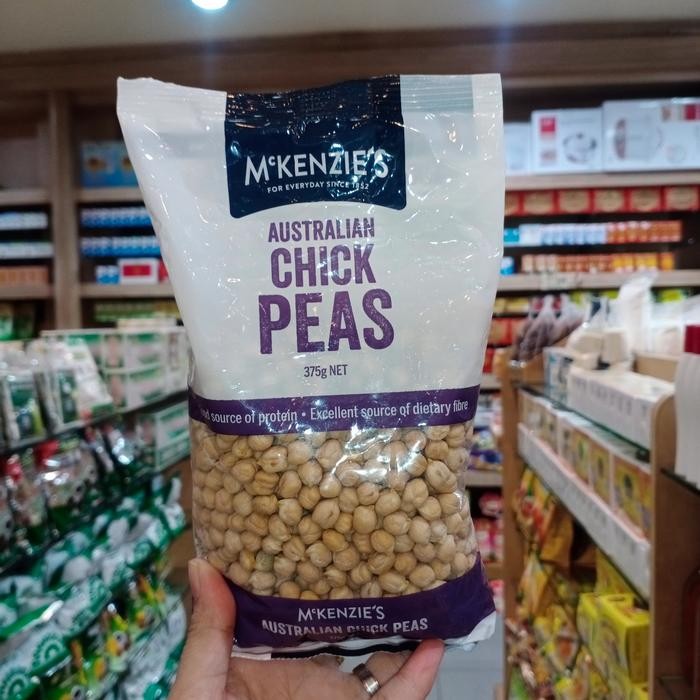 McKENZIE'S
FOR EVERYDAY SINCE 1852
AUSTRALIAN
CHICK
PEAS
375g NET
source of protein • Excellent source of dietary fibre
McKENZIE'S
AUSTRALIAN CHICK PEAS